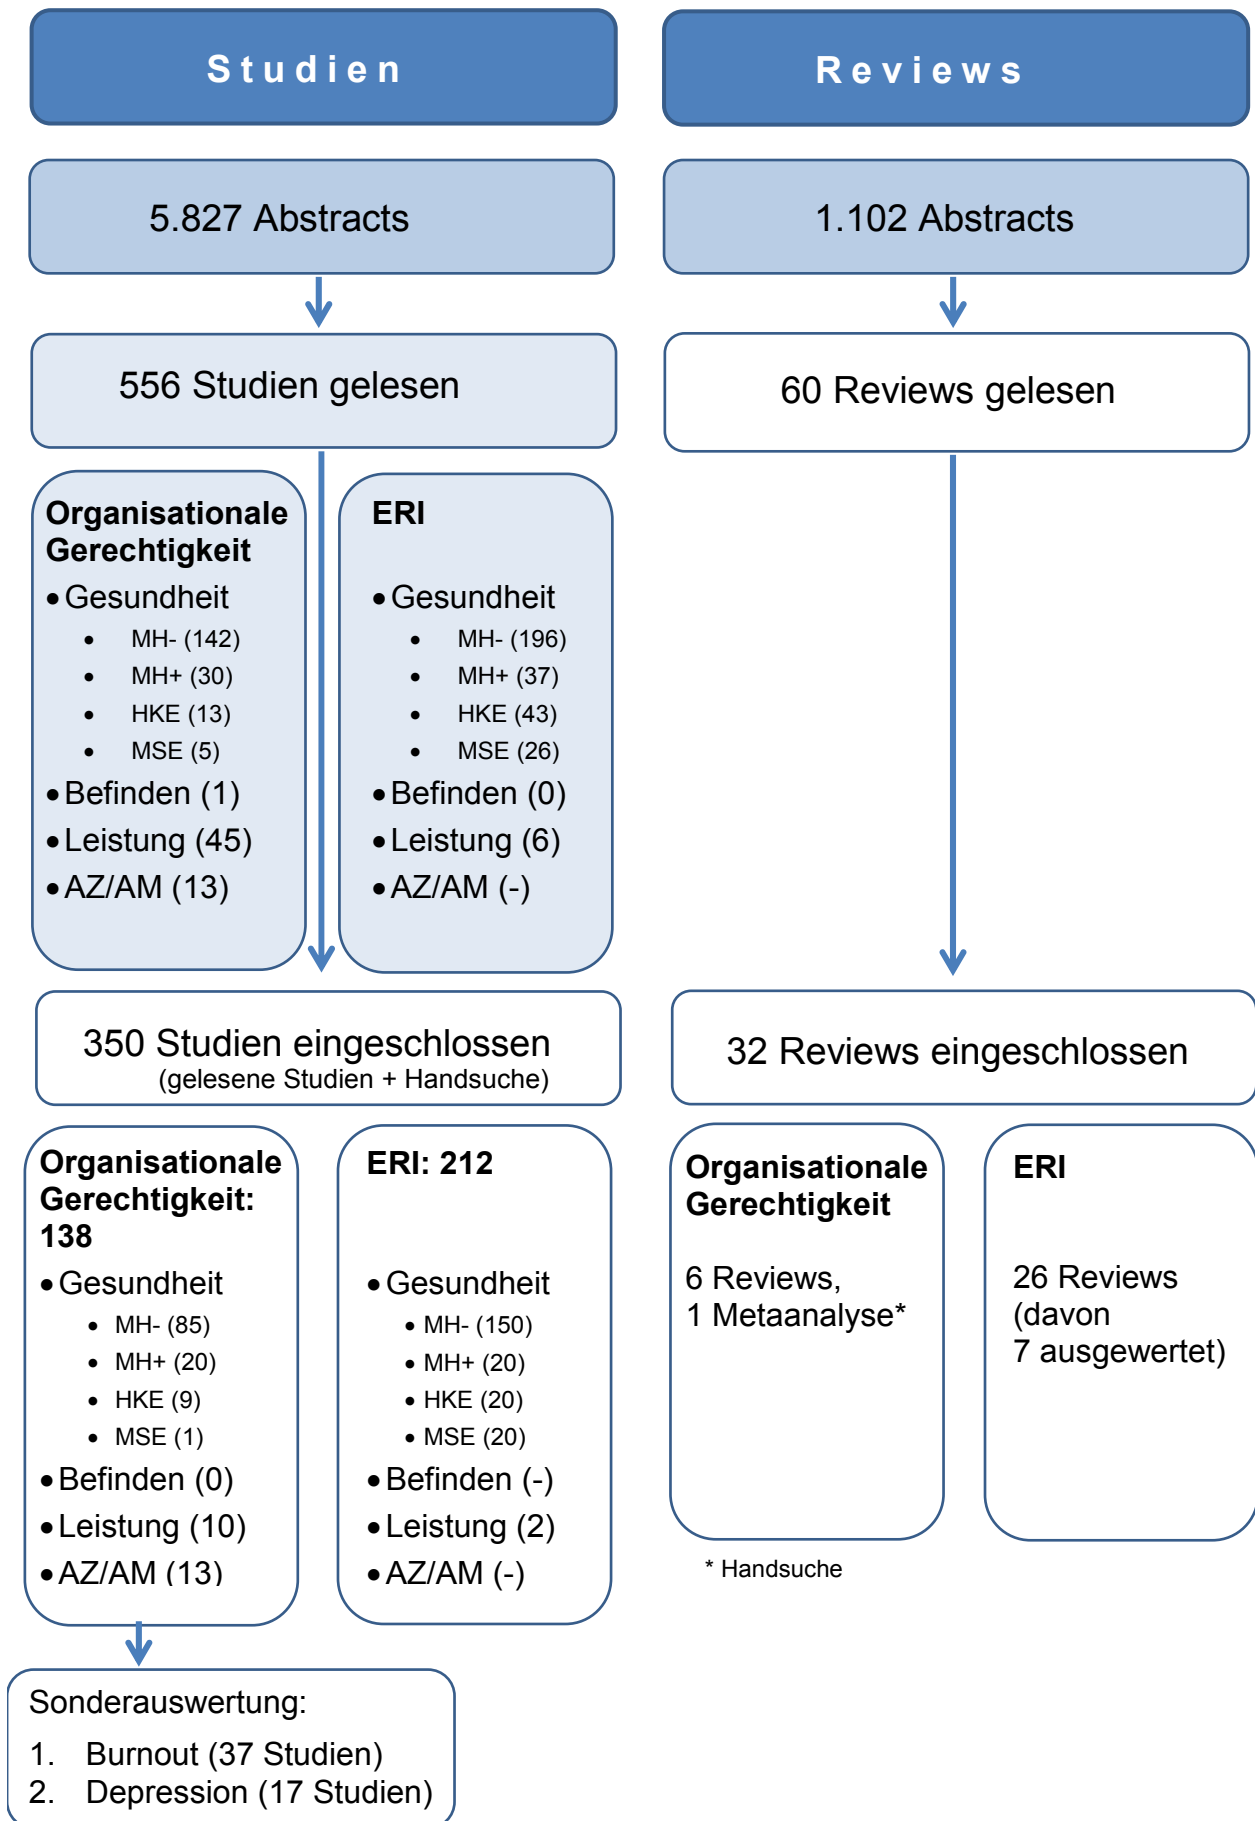 Studien
5.827 Abstracts
556 Studien gelesen
Organisationale
Gerechtigkeit
• Gesundheit
• MH- (142)
• MH+ (30)
• HKE (13)
• MSE (5)
• Befinden (1)
• Leistung (45)
• AZ/AM (13)
ERI
• Gesundheit
• MH- (196)
• MH+ (37)
• HKE (43)
• MSE (26)
• Befinden (0)
• Leistung (6)
• AZ/AM (-)
350 Studien eingeschlossen
(gelesene Studien + Handsuche)
Organisationale
Gerechtigkeit:
138
• Gesundheit
• MH- (85)
• MH+ (20)
• HKE (9)
• MSE (1)
• Befinden (0)
• Leistung (10)
• AZ/AM (13)
ERI: 212
• Gesundheit
• MH- (150)
• MH+ (20)
• HKE (20)
• MSE (20)
• Befinden (-)
• Leistung (2)
• AZ/AM (-)
Sonderauswertung:
1. Burnout (37 Studien)
2. Depression (17 Studien)
Reviews
1.102 Abstracts
60 Reviews gelesen
32 Reviews eingeschlossen
Organisationale
Gerechtigkeit
6 Reviews,
1 Metaanalyse*
ERI
26 Reviews
(davon
7 ausgewertet)
* Handsuche